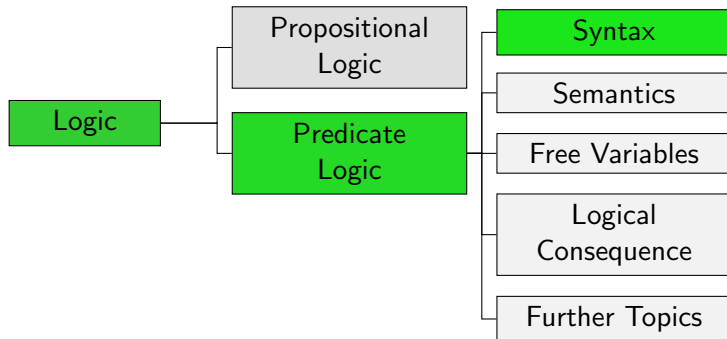 Logic
Propositional
Logic
Predicate
Logic
Syntax
Semantics
Free Variables
Logical
Consequence
Further Topics